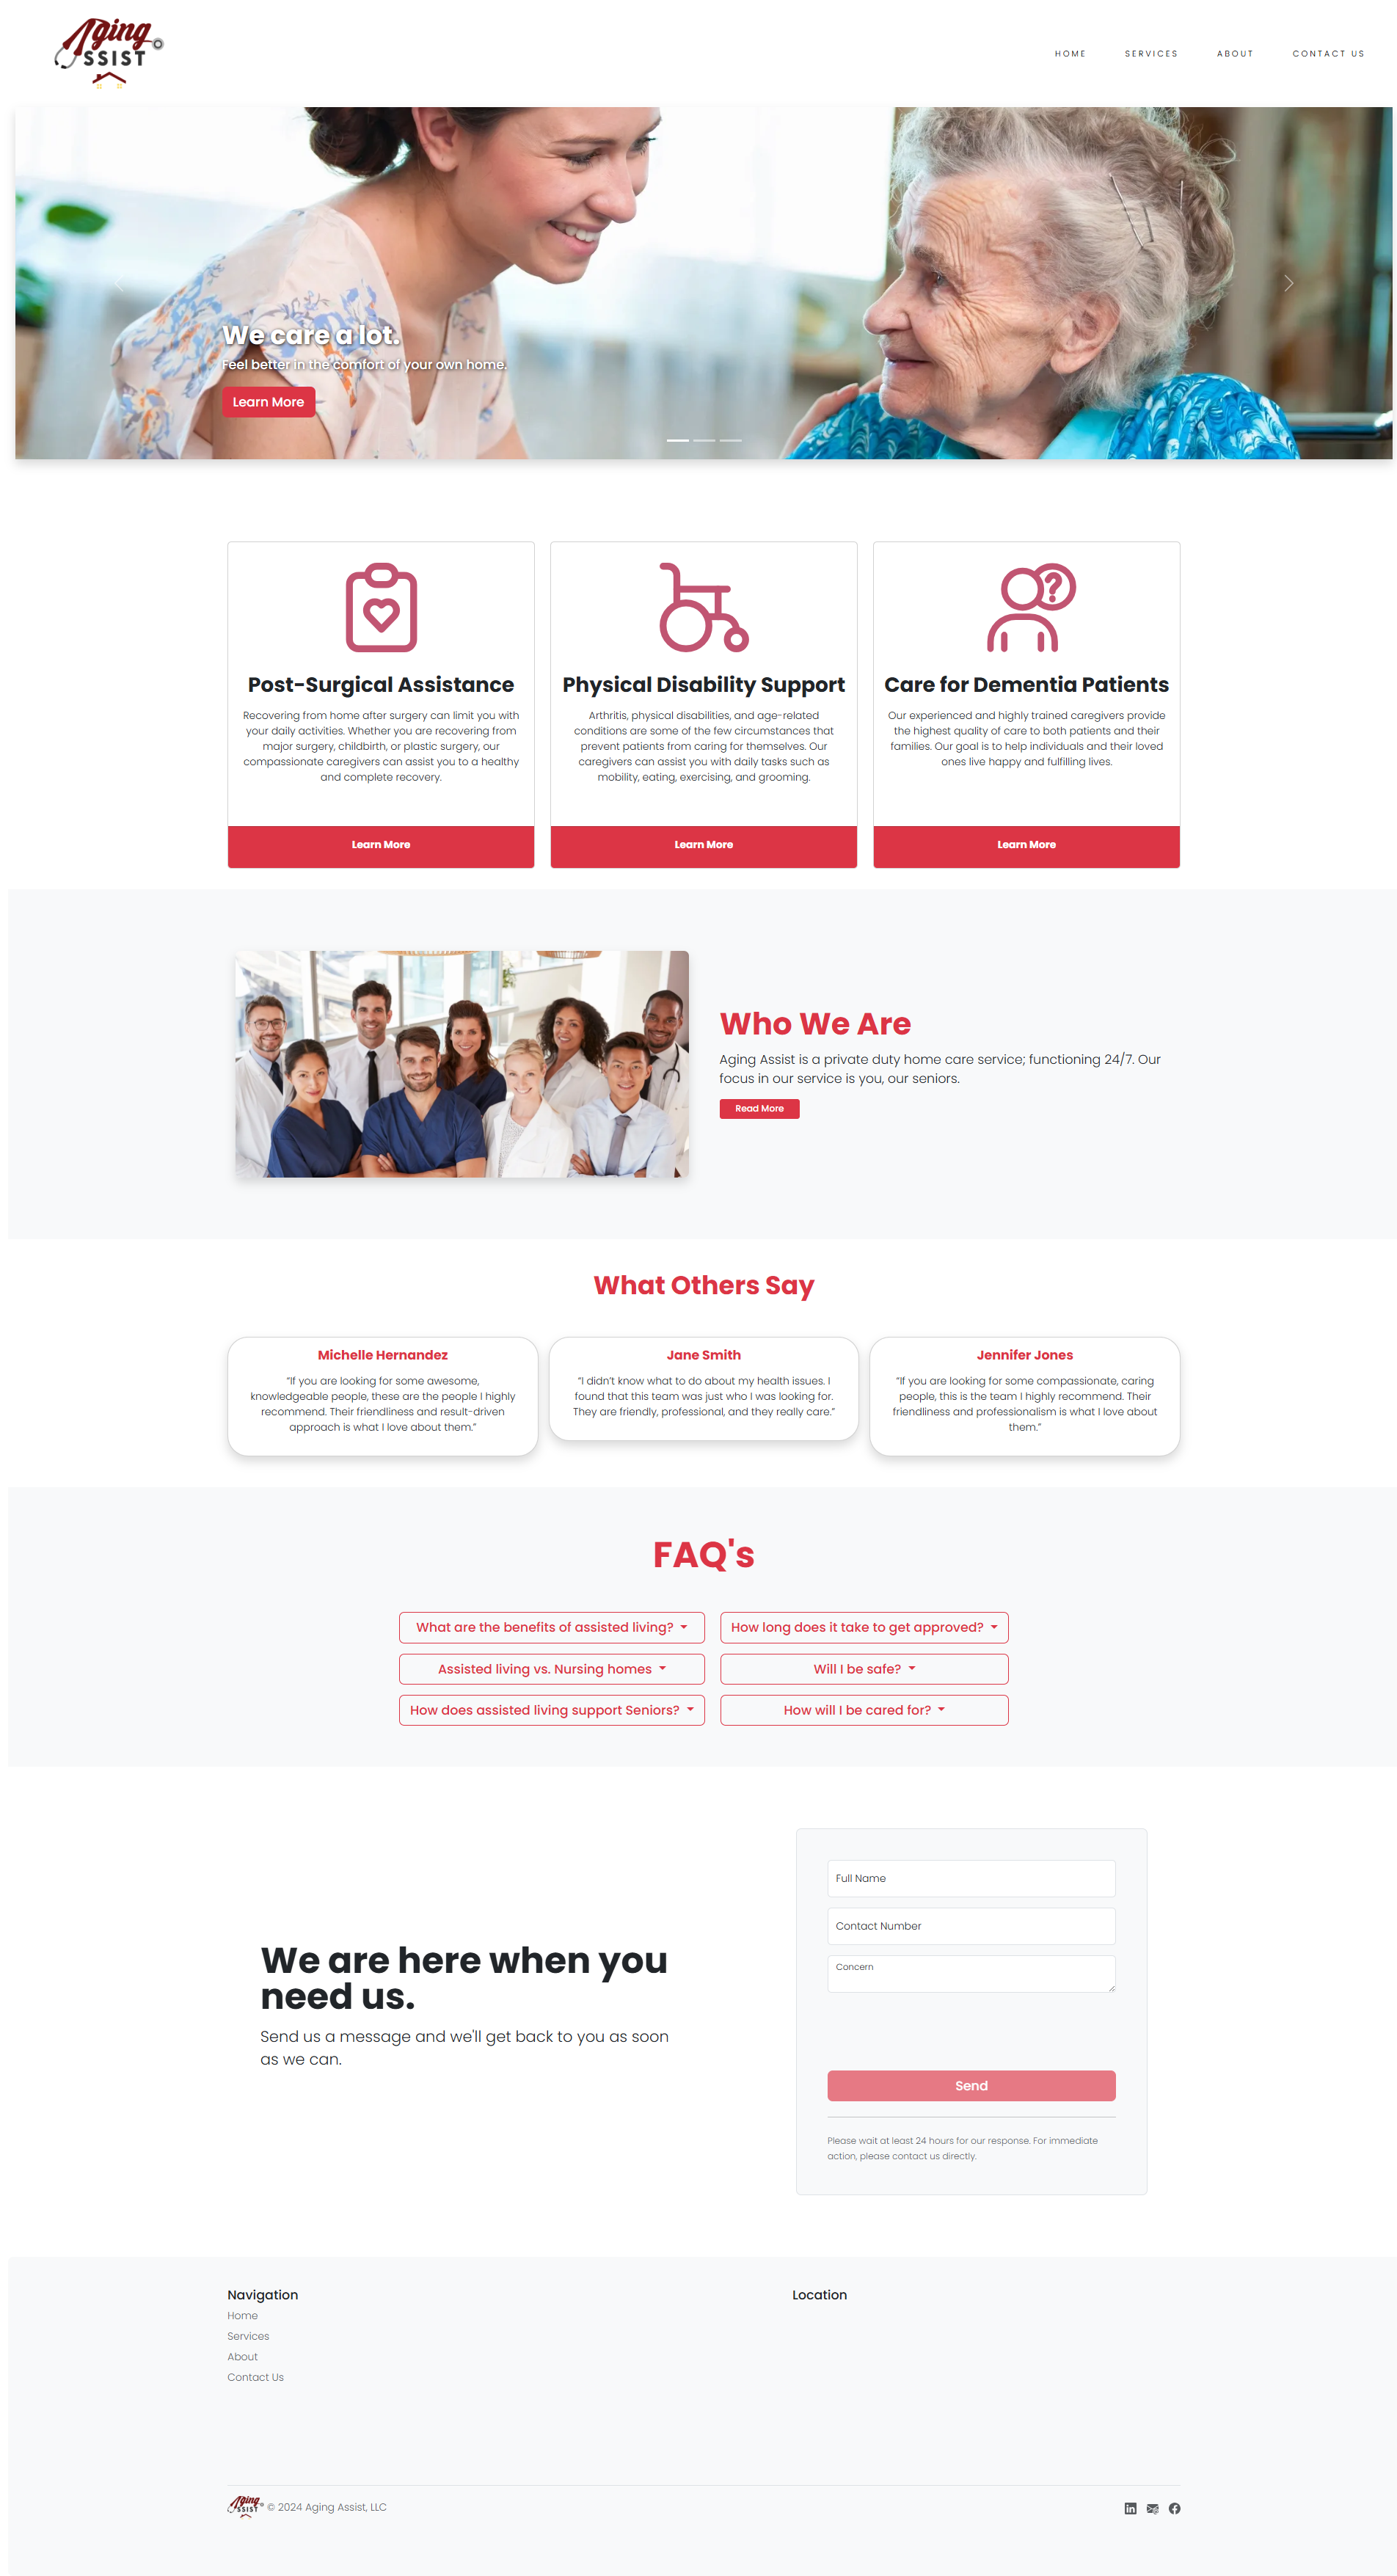 Aging
SSIST
HOME SERVICES ABOUT CONTACT US
We care a lot.
Feel better in the comfort of your own home.
Learn More
Post-Surgical Assistance
Recovering from home after surgery can limit you with
your daily activities. Whether you are recovering from
major surgery, childbirth, or plastic surgery, our
compassionate caregivers can assist you to a healthy
and complete recovery.
Learn More
Physical Disability Support
Arthritis, physical disabilities, and age-related
conditions are some of the few circumstances that
prevent patients from caring for themselves. Our
caregivers can assist you with daily tasks such as
mobility, eating, exercising, and grooming.
Learn More
Care for Dementia Patients
Our experienced and highly trained caregivers provide
the highest quality of care to both patients and their
families. Our goal is to help individuals and their loved
ones live happy and fulfilling lives.
Learn More
Who We Are
Aging Assist is a private duty home care service; functioning 24/7. Our
focus in our service is you, our seniors.
Read More
What Others Say
Michelle Hernandez
"If you are looking for some awesome,
knowledgeable people, these are the people I highly
recommend. Their friendliness and result-driven
approach is what I love about them."
Jane Smith
"I didn't know what to do about my health issues. I
found that this team was just who I was looking for.
They are friendly, professional, and they really care."
Jennifer Jones
"If you are looking for some compassionate, caring
people, this is the team I highly recommend. Their
friendliness and professionalism is what I love about
them."
FAQ's
What are the benefits of assisted living?
How long does it take to get approved?
Assisted living vs. Nursing homes
Will I be safe?
How does assisted living support Seniors?
How will I be cared for?
We are here when you
need us.
Send us a message and we'll get back to you as soon
as we can.
Full Name
Contact Number
Concern
Send
Please wait at least 24 hours for our response. For immediate
action, please contact us directly.
Navigation
Home
Services
About
Contact Us
Location
Aging
SSIST
© 2024 Aging Assist, LLC